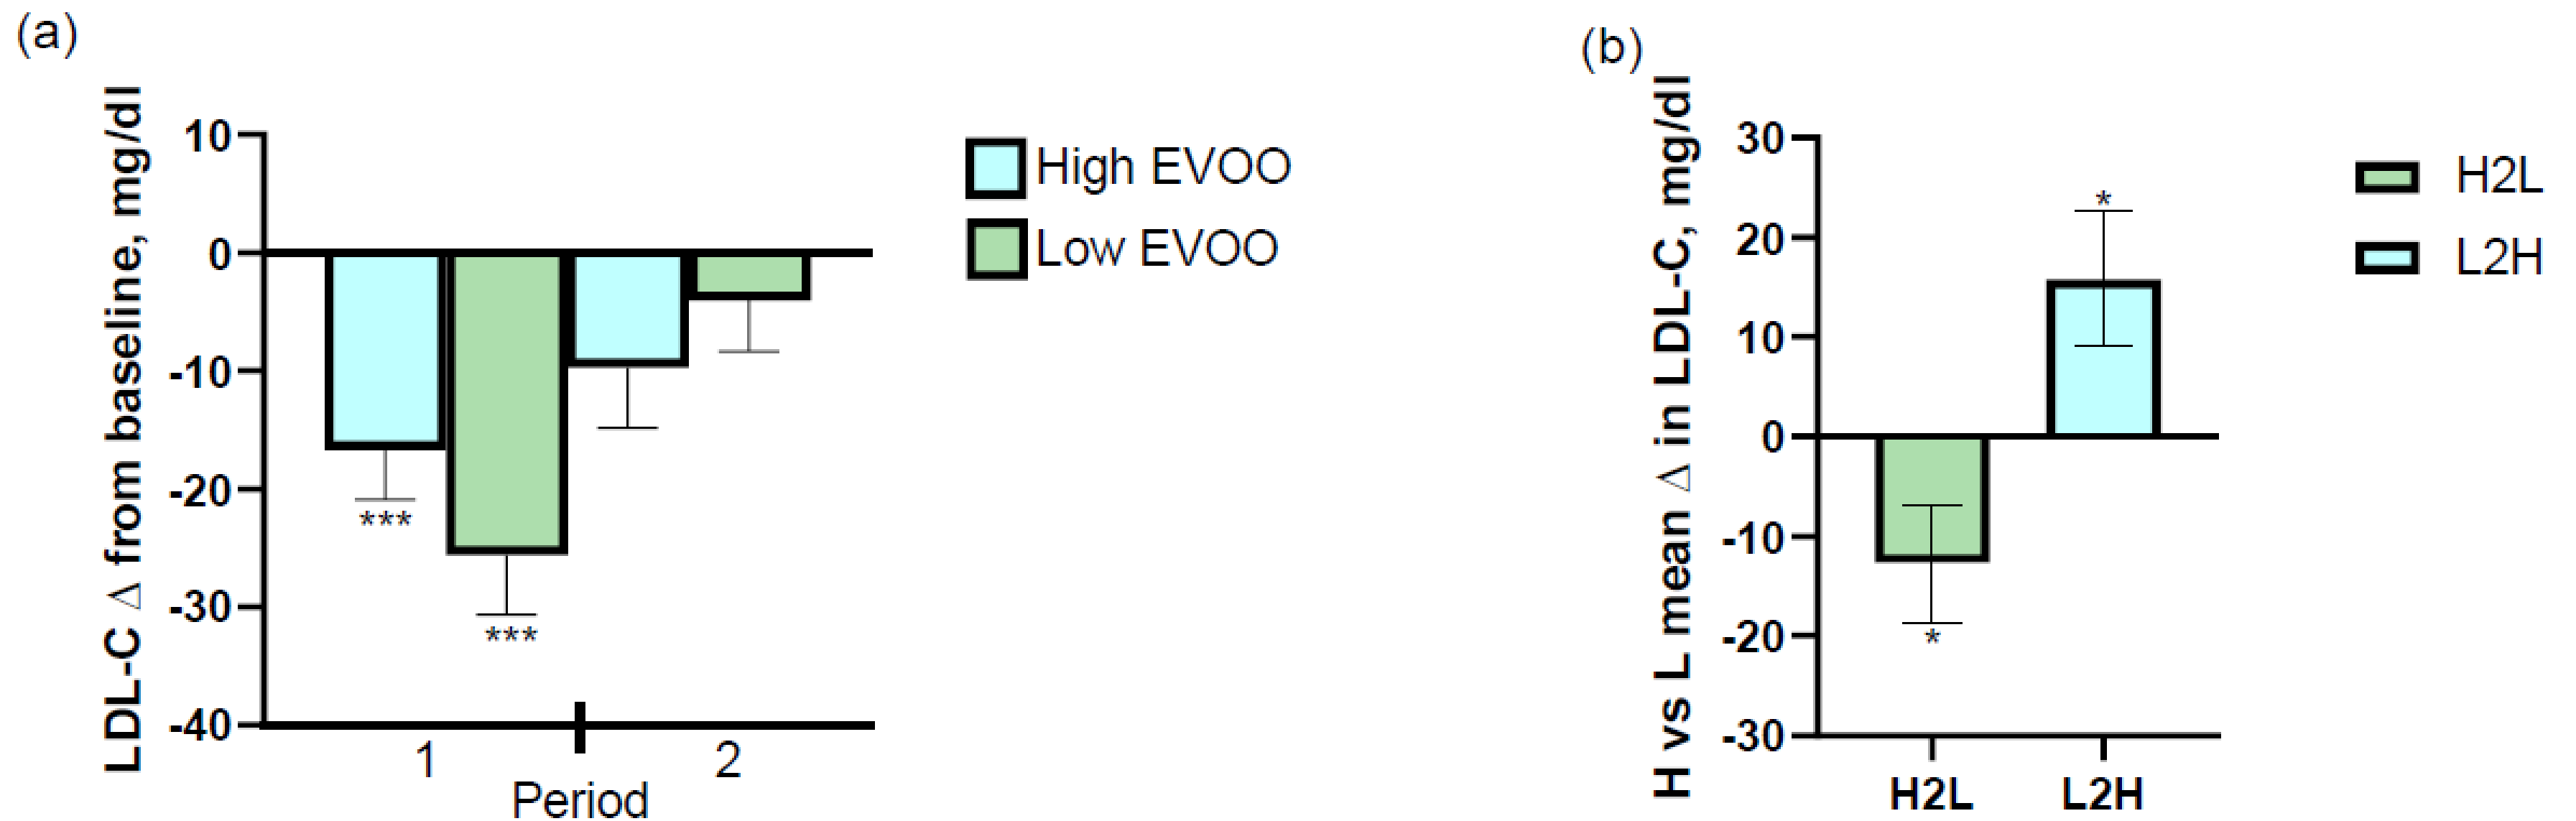 (a)
LDL-C Δ from baseline, mg/dl
10
0
-10
-20
-30
-40
***
***
1
2
Period
High EVOO
Low EVOO
(b)
H vs L mean Δ in LDL-C, mg/dl
30
20
10
0
-10
-20
-30
*
*
H2L
L2H
H2L
L2H